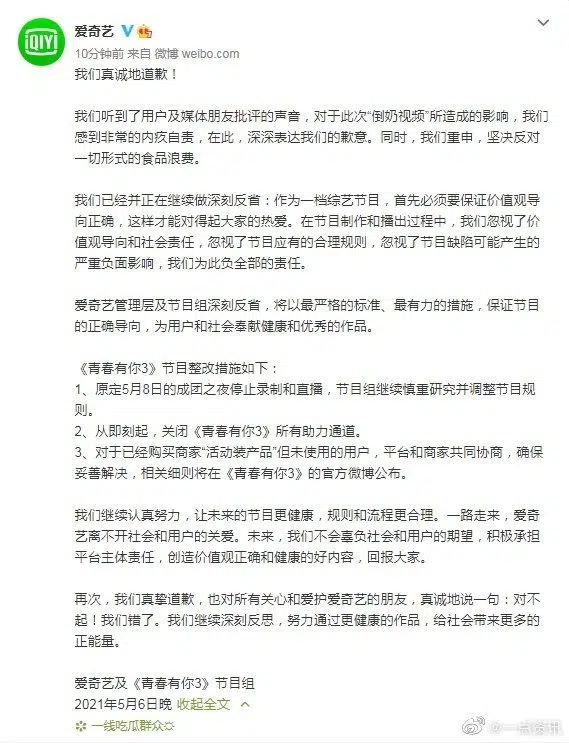 iQIYI
爱奇艺
10分钟前 来自 微博 weibo.com
我们真诚地道歉！
我们听到了用户及媒体朋友批评的声音，对于此次“倒奶视频”所造成的影响，我们
感到非常的内疚自责，在此，深深表达我们的歉意。同时，我们重申，坚决反对
一切形式的食品浪费。
我们已经并正在继续做深刻反省：作为一档综艺节目，首先必须要保证价值观导
向正确，这样才能对得起大家的热爱。在节目制作和播出过程中，我们忽视了价
值观导向和社会责任，忽视了节目应有的合理规则，忽视了节目缺陷可能产生的
严重负面影响，我们为此负全部的责任。
爱奇艺管理层及节目组深刻反省，将以最严格的标准、最有力的措施，保证节目
的正确导向，为用户和社会奉献健康和优秀的作品。
《青春有你3》节目整改措施如下：
1、原定5月8日的成团之夜停止录制和直播，节目组继续慎重研究并调整节目规
则。
2、从即刻起，关闭《青春有你3》所有助力通道。
3、对于已经购买商家“活动装产品”但未使用的用户，平台和商家共同协商，确保
妥善解决，相关细则将在《青春有你3》的官方微博公布。
我们继续认真努力，让未来的节目更健康，规则和流程更合理。一路走来，爱奇
艺离不开社会和用户的关爱。未来，我们不会辜负社会和用户的期望，积极承担
平台主体责任，创造价值观正确和健康的好内容，回报大家。
再次，我们真挚道歉，也对所有关心和爱护爱奇艺的朋友，真诚地说一句：对不
起！我们错了。我们继续深刻反思，努力通过更健康的作品，给社会带来更多的
正能量。
爱奇艺及《青春有你3》节目组
2021年5月6日晚 收起全文
一线吃瓜群众
@一点资讯